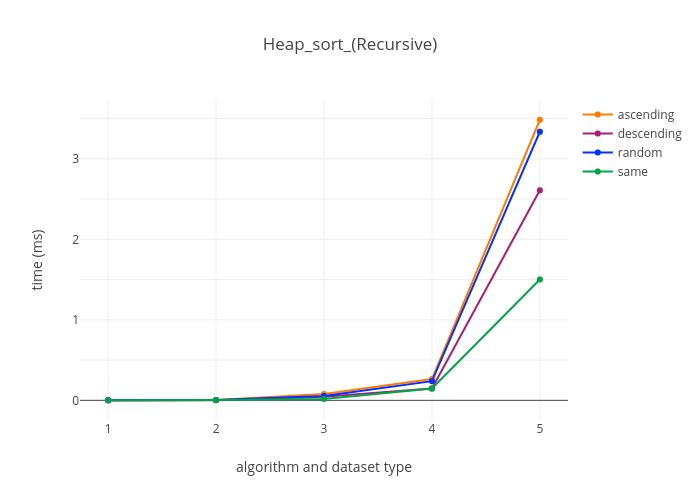 Heap_sort_(Recursive)
ascending
descending
random
same
time (ms)
3
2
1
0
1 2 3 4 5
algorithm and dataset type